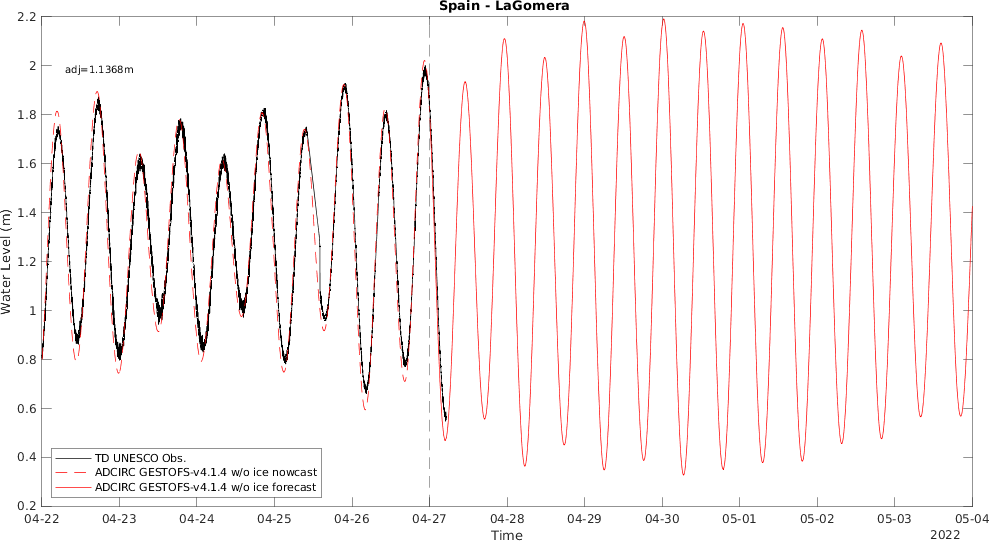 Spain - LaGomera
adj=1.1368m
Water Level (m)
2.2
2
1.8
1.6
1.4
1.2
1
0.8
0.6
0.4
0.2
TD UNESCO Obs.
ADCIRC GESTOFS-v4.1.4 w/o ice nowcast
ADCIRC GESTOFS-v4.1.4 w/o ice forecast
04-22 04-23 04-24 04-25 04-26 04-27 04-28 04-29 04-30 05-01 05-02 05-03 05-04
Time
2022